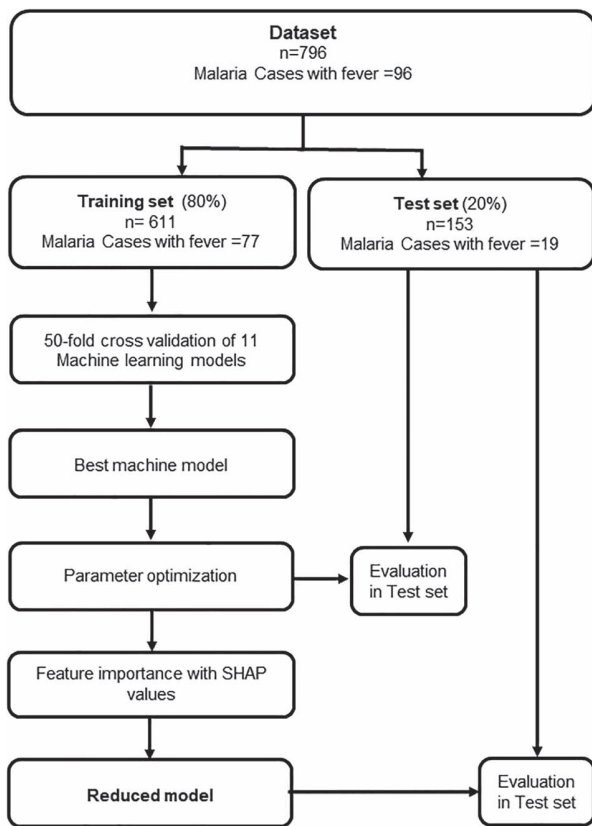 Dataset
n=796
Malaria Cases with fever =96
Training set (80%)
n= 611
Malaria Cases with fever =77
Test set (20%)
n=153
Malaria Cases with fever =19
50-fold cross validation of 11
Machine learning models
Best machine model
Parameter optimization
Evaluation
in Test set
Feature importance with SHAP
values
Reduced model
Evaluation
in Test set